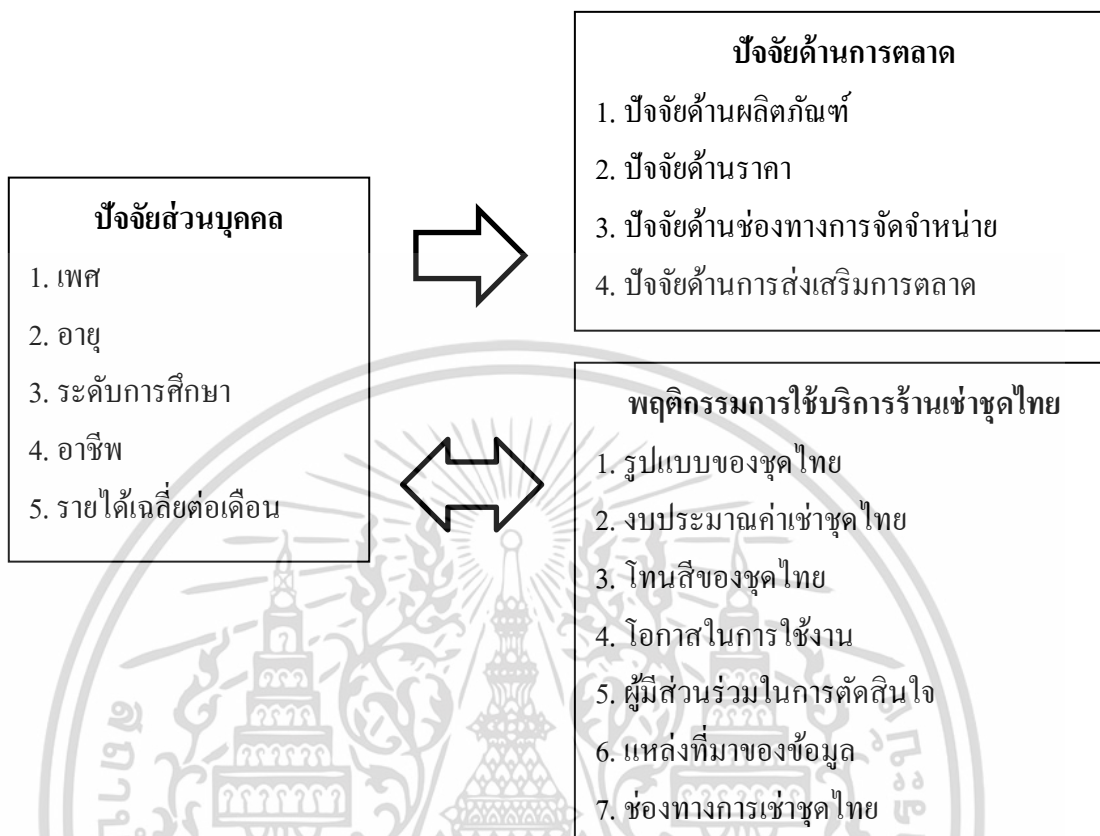 ปัจจัยส่วนบุคคล
1. เพศ
2. อายุ
3. ระดับการศึกษา
4. อาชีพ
5. รายได้เฉลี่ยต่อเดือน
ปัจจัยด้านการตลาด
1. ปัจจัยด้านผลิตภัณฑ์
2. ปัจจัยด้านราคา
3. ปัจจัยด้านช่องทางการจัดจำหน่าย
4. ปัจจัยด้านการส่งเสริมการตลาด
พฤติกรรมการใช้บริการร้านเช่าชุดไทย
1. รูปแบบของชุดไทย
2. งบประมาณค่าเช่าชุดไทย
3. โทนสีของชุดไทย
4. โอกาสในการใช้งาน
5. ผู้มีส่วนร่วมในการตัดสินใจ
6. แหล่งที่มาของข้อมูล
7. ช่องทางการเช่าชุดไทย